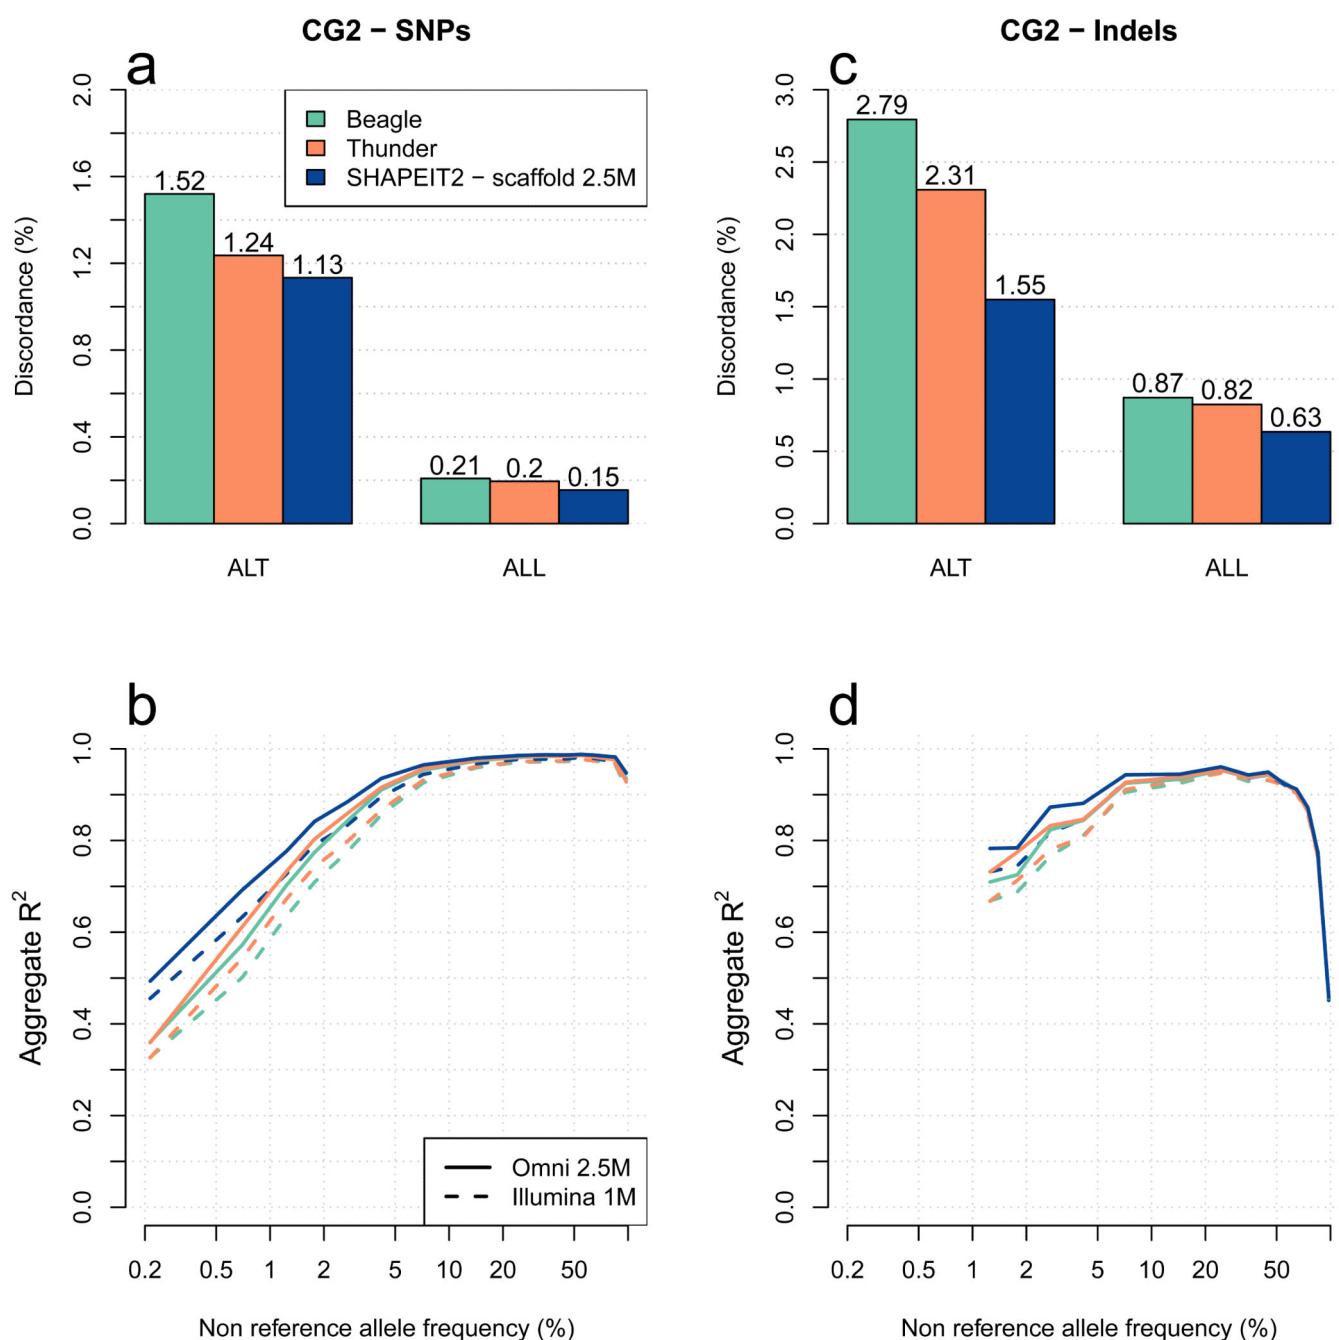 CG2 − SNPs
a
Discordance (%)
0.0 0.4 0.8 1.2 1.6 2.0
Beagle
Thunder
SHAPEIT2 − scaffold 2.5M
1.52
1.24
1.13
0.21
0.2
0.15
ALT
ALL
CG2 − Indels
c
Discordance (%)
0.0 0.5 1.0 1.5 2.0 2.5 3.0
2.79
2.31
1.55
0.87
0.82
0.63
ALT
ALL
b
Aggregate R²
0.0 0.2 0.4 0.6 0.8 1.0
Omni 2.5M
Illumina 1M
0.2 0.5 1 2 5 10 20 50
Non reference allele frequency (%)
d
Aggregate R²
0.0 0.2 0.4 0.6 0.8 1.0
0.2 0.5 1 2 5 10 20 50
Non reference allele frequency (%)